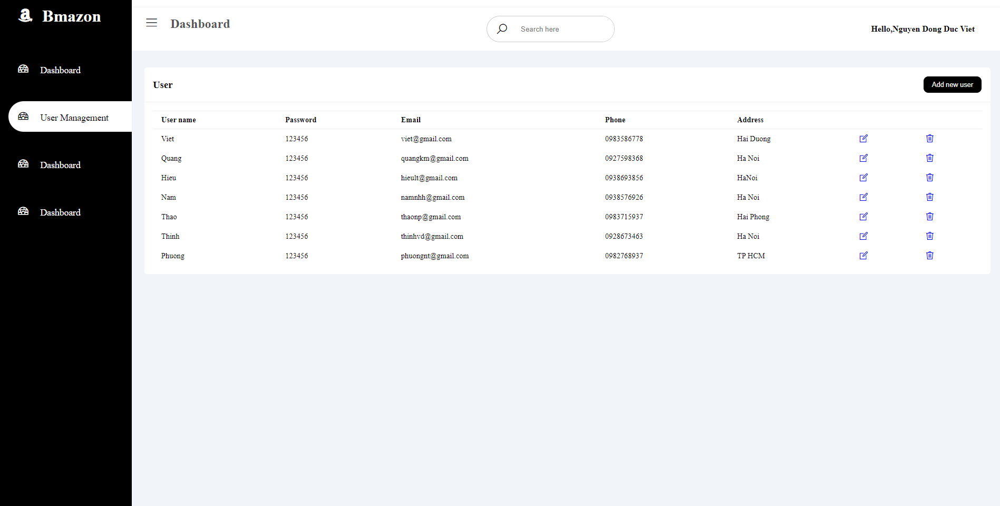 Bmazon
Dashboard
User Management
Dashboard
Dashboard
Dashboard
Search here
Hello,Nguyen Dong Duc Viet
User
Add new user
User name Password Email Phone Address
Viet 123456 viet@gmail.com 0983586778 Hai Duong
Quang 123456 quangkm@gmail.com 0927598368 Ha Noi
Hieu 123456 hieult@gmail.com 0938693856 HaNoi
Nam 123456 namnhh@gmail.com 0938576926 Ha Noi
Thao 123456 thaonp@gmail.com 0983715937 Hai Phong
Thinh 123456 thinhvd@gmail.com 0928673463 Ha Noi
Phuong 123456 phuongnt@gmail.com 0982768937 TP HCM